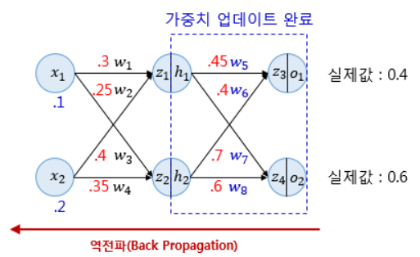 가중치 업데이트 완료
.3 w₁
x₁
z₁ h₁
.45 w₅
z₃ o₁
실제값 : 0.4
.1
.25 w₂
.4 w₆
.4 w₃
.7 w₇
x₂
.35 w₄
z₂ h₂
.6 w₈
z₄ o₂
실제값 : 0.6
.2
역전파(Back Propagation)